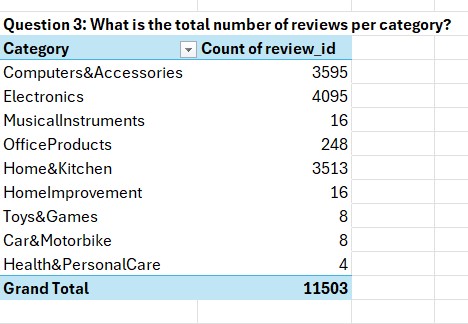 Question 3: What is the total number of reviews per category?
Category Count of review_id
Computers&Accessories 3595
Electronics 4095
MusicalInstruments 16
OfficeProducts 248
Home&Kitchen 3513
HomeImprovement 16
Toys&Games 8
Car&Motorbike 8
Health&PersonalCare 4
Grand Total 11503